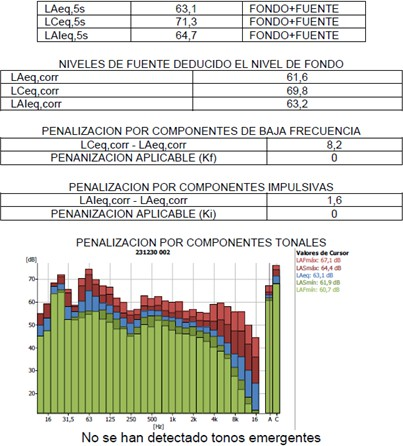 LAeq,5s 63,1 FONDO+FUENTE
LCeq,5s 71,3 FONDO+FUENTE
LAIeq,5s 64,7 FONDO+FUENTE
NIVELES DE FUENTE DEDUCIDO EL NIVEL DE FONDO
LAeq,corr 61,6
LCeq,corr 69,8
LAIeq,corr 63,2
PENALIZACION POR COMPONENTES DE BAJA FRECUENCIA
LCeq,corr - LAeq,corr 8,2
PENANIZACION APLICABLE (Kf) 0
PENALIZACION POR COMPONENTES IMPULSIVAS
LAIeq,corr - LAeq,corr 1,6
PENANIZACION APLICABLE (Ki) 0
PENALIZACION POR COMPONENTES TONALES
231230 002
[dB]
Valores de Cursor
LAFmáx: 67,1 dB
LASmáx: 64,4 dB
LAeq: 63,1 dB
LASmín: 61,9 dB
LAFmín: 60,7 dB
70
60
50
40
30
20
16 31,5 63 125 250 500 1k 2k 4k 8k 16 A C
[Hz]
No se han detectado tonos emergentes